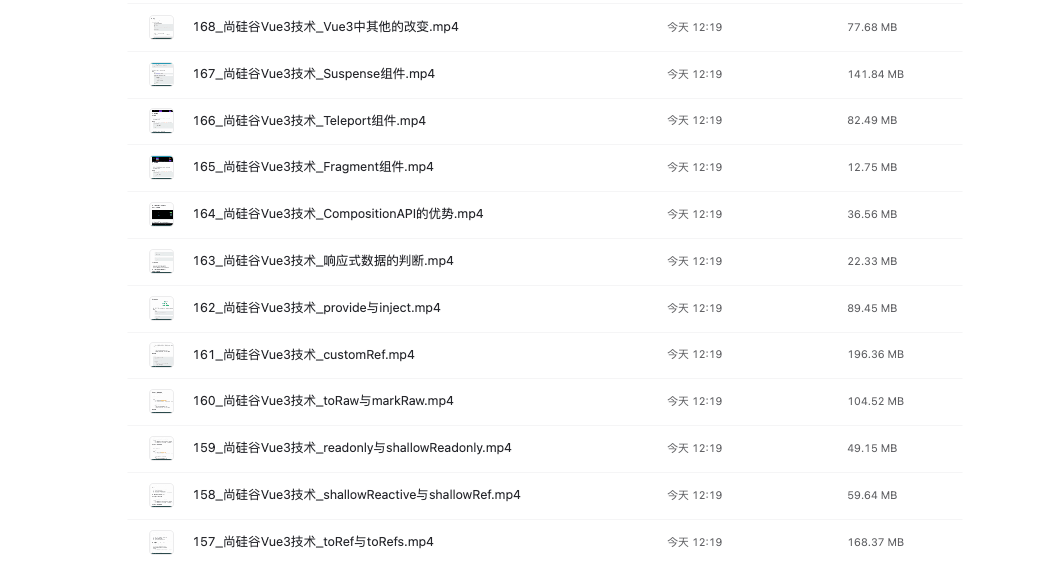 168_尚硅谷Vue3技术_Vue3中其他的改变.mp4 今天 12:19 77.68 MB
167_尚硅谷Vue3技术_Suspense组件.mp4 今天 12:19 141.84 MB
166_尚硅谷Vue3技术_Teleport组件.mp4 今天 12:19 82.49 MB
165_尚硅谷Vue3技术_Fragment组件.mp4 今天 12:19 12.75 MB
164_尚硅谷Vue3技术_CompositionAPI的优势.mp4 今天 12:19 36.56 MB
163_尚硅谷Vue3技术_响应式数据的判断.mp4 今天 12:19 22.33 MB
162_尚硅谷Vue3技术_provide与inject.mp4 今天 12:19 89.45 MB
161_尚硅谷Vue3技术_customRef.mp4 今天 12:19 196.36 MB
160_尚硅谷Vue3技术_toRaw与markRaw.mp4 今天 12:19 104.52 MB
159_尚硅谷Vue3技术_readonly与shallowReadonly.mp4 今天 12:19 49.15 MB
158_尚硅谷Vue3技术_shallowReactive与shallowRef.mp4 今天 12:19 59.64 MB
157_尚硅谷Vue3技术_toRef与toRefs.mp4 今天 12:19 168.37 MB